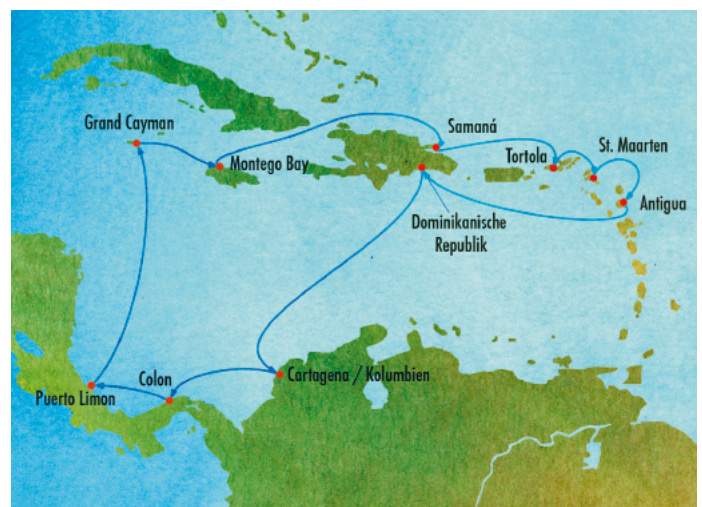 Grand Cayman
Samaná
St. Maarten
Tortola
Montego Bay
Antigua
Dominikanische
Republik
Colon
Cartagena / Kolumbien
Puerto Limon